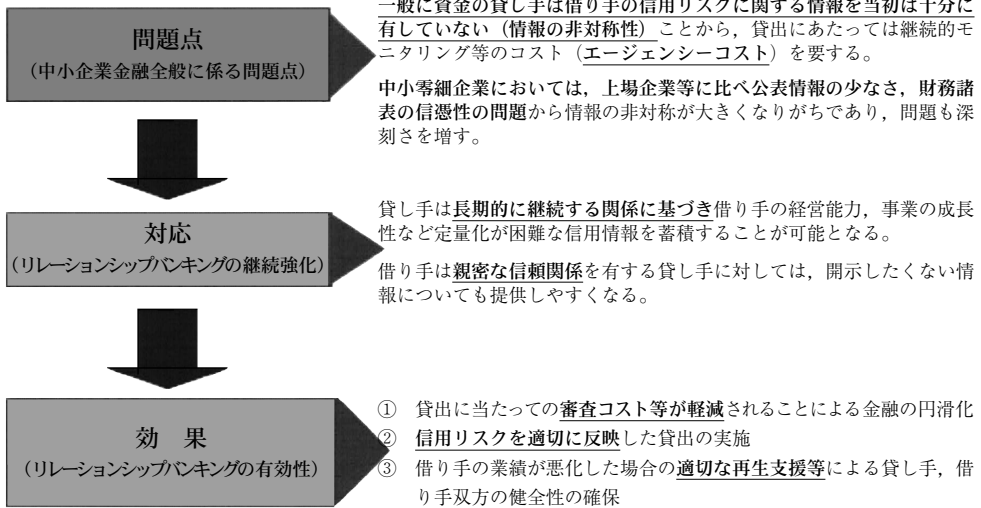 問題点
（中小企業金融全般に係る問題点）
一般に資金の貸し手は借り手の信用リスクに関する情報を当初は十分に
有していない（情報の非対称性）ことから，貸出にあたっては継続的モ
ニタリング等のコスト（エージェンシーコスト）を要する。
中小零細企業においては，上場企業等に比べ公表情報の少なさ，財務諸
表の信憑性の問題から情報の非対称が大きくなりがちであり，問題も深
刻さを増す。
対応
（リレーションシップバンキングの継続強化）
貸し手は長期的に継続する関係に基づき借り手の経営能力，事業の成長
性など定量化が困難な信用情報を蓄積することが可能となる。
借り手は親密な信頼関係を有する貸し手に対しては，開示したくない情
報についても提供しやすくなる。
効　果
（リレーションシップバンキングの有効性）
①　貸出に当たっての審査コスト等が軽減されることによる金融の円滑化
②　信用リスクを適切に反映した貸出の実施
③　借り手の業績が悪化した場合の適切な再生支援等による貸し手，借
り手双方の健全性の確保